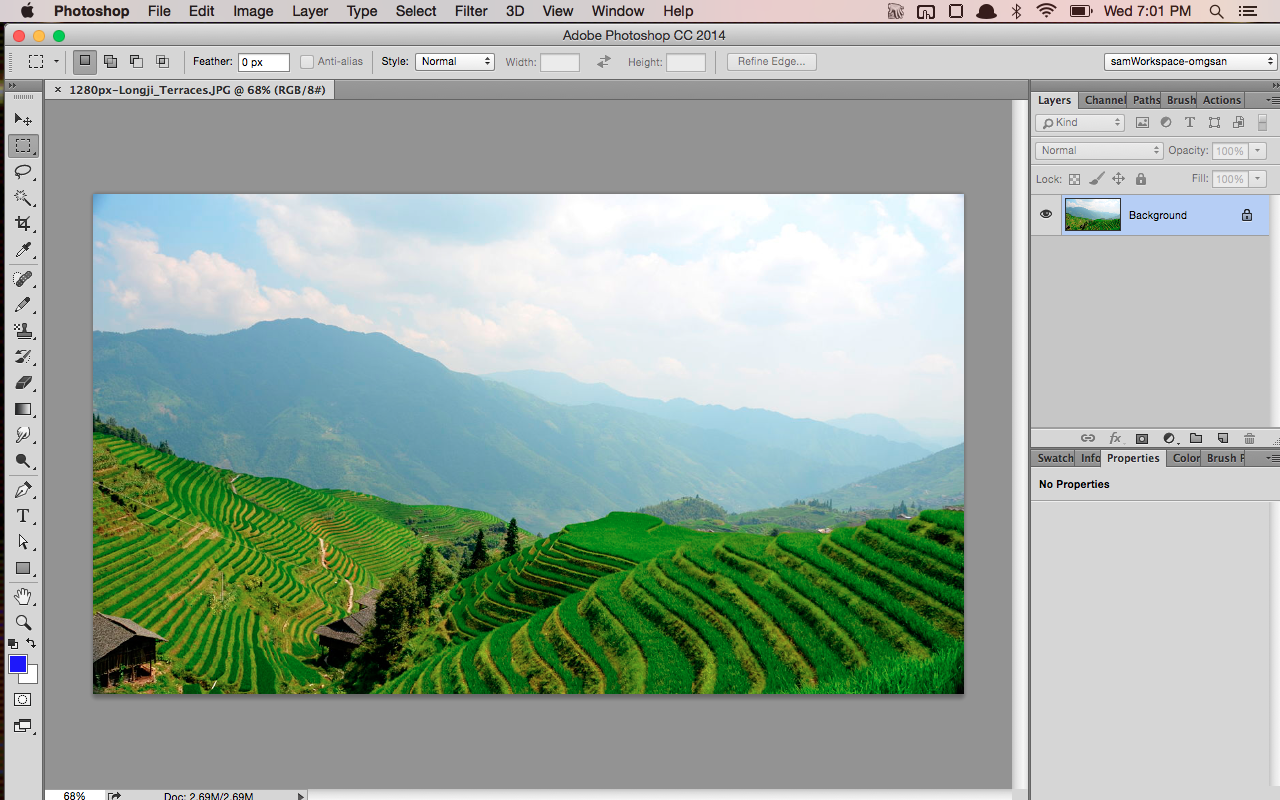 Photoshop File Edit Image Layer Type Select Filter 3D View Window Help Wed 7:01 PM
Adobe Photoshop CC 2014
Feather: 0 px Anti-alias Style: Normal Width: Height: Refine Edge... samWorkspace-omgsan
× 1280px-Longji_Terraces.JPG @ 68% (RGB/8#)
Layers Channel Paths Brush Actions
Kind
Normal Opacity: 100%
Lock: Fill: 100%
Background
fx
Swatch Info Properties Color Brush P
No Properties
T
68% Doc: 2.69M/2.69M